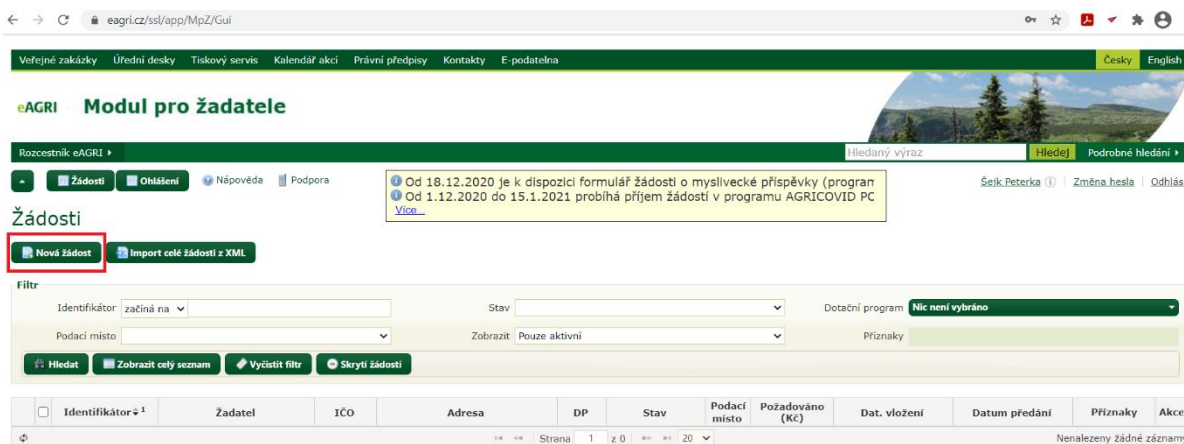 eagri.cz/ssl/app/MpZ/Gui
Veřejné zakázky Úřední desky Tiskový servis Kalendář akcí Právní předpisy Kontakty E-podatelna Česky English
eAGRI Modul pro žadatele
Rozcestník eAGRI Hledaný výraz Hledej Podrobné hledání
Žádosti Ohlášení Nápověda Podpora
Od 18.12.2020 je k dispozici formulář žádosti o myslivecké příspěvky (program
Od 1.12.2020 do 15.1.2021 probíhá příjem žádostí v programu AGRICOVID PO
Více...
Šejk Peterka Změna hesla Odhlás
Žádosti
Nová žádost Import celé žádosti z XML
Filtr
Identifikátor začíná na Stav Dotační program Nic není vybráno
Podací místo Zobrazit Pouze aktivní Příznaky
Hledat Zobrazit celý seznam Vyčistit filtr Skrytí žádostí
Identifikátor 1 Žadatel IČO Adresa DP Stav Podací místo Požadováno (Kč) Dat. vložení Datum předání Příznaky Akce
Strana 1 z 0 20 Nenalezeny žádné záznamy